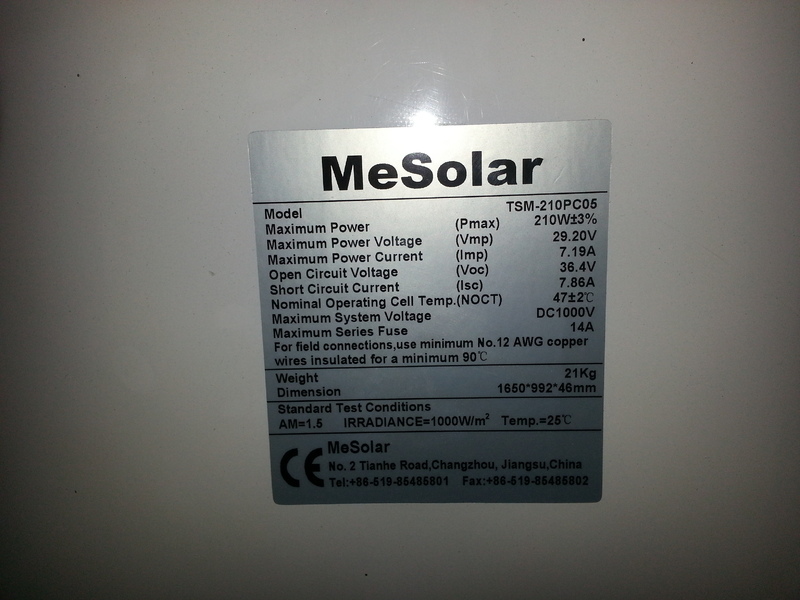 MeSolar
Model TSM-210PC05
Maximum Power (Pmax) 210W±3%
Maximum Power Voltage (Vmp) 29.20V
Maximum Power Current (Imp) 7.19A
Open Circuit Voltage (Voc) 36.4V
Short Circuit Current (Isc) 7.86A
Nominal Operating Cell Temp.(NOCT) 47±2℃
Maximum System Voltage DC1000V
Maximum Series Fuse 14A
For field connections,use minimum No.12 AWG copper
wires insulated for a minimum 90℃
Weight 21Kg
Dimension 1650*992*46mm
Standard Test Conditions
AM=1.5 IRRADIANCE=1000W/m² Temp.=25℃
CE MeSolar
No. 2 Tianhe Road,Changzhou, Jiangsu,China
Tel:+86-519-85485801 Fax:+86-519-85485802